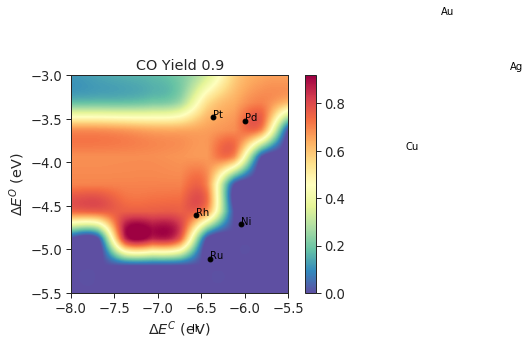 Au
Ag
Cu
CO Yield 0.9
−3.0
−3.5
−4.0
−4.5
−5.0
−5.5
ΔE^O (eV)
Pt
Pd
Rh
Ni
Ru
−8.0 −7.5 −7.0 −6.5 −6.0 −5.5
ΔE^C (eV)
Ir
0.8
0.6
0.4
0.2
0.0